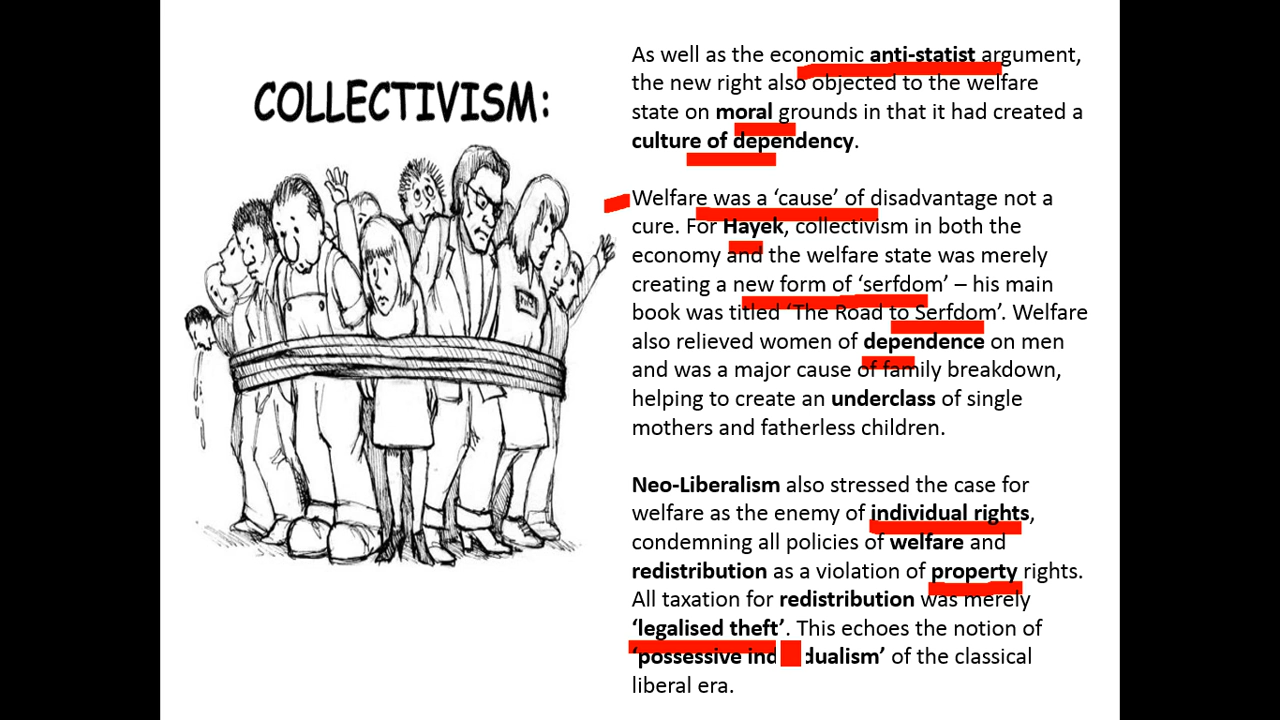 COLLECTIVISM:
As well as the economic anti-statist argument,
the new right also objected to the welfare
state on moral grounds in that it had created a
culture of dependency.
Welfare was a ‘cause’ of disadvantage not a
cure. For Hayek, collectivism in both the
economy and the welfare state was merely
creating a new form of ‘serfdom’ – his main
book was titled ‘The Road to Serfdom’. Welfare
also relieved women of dependence on men
and was a major cause of family breakdown,
helping to create an underclass of single
mothers and fatherless children.
Neo-Liberalism also stressed the case for
welfare as the enemy of individual rights,
condemning all policies of welfare and
redistribution as a violation of property rights.
All taxation for redistribution was merely
‘legalised theft’. This echoes the notion of
‘possessive individualism’ of the classical
liberal era.